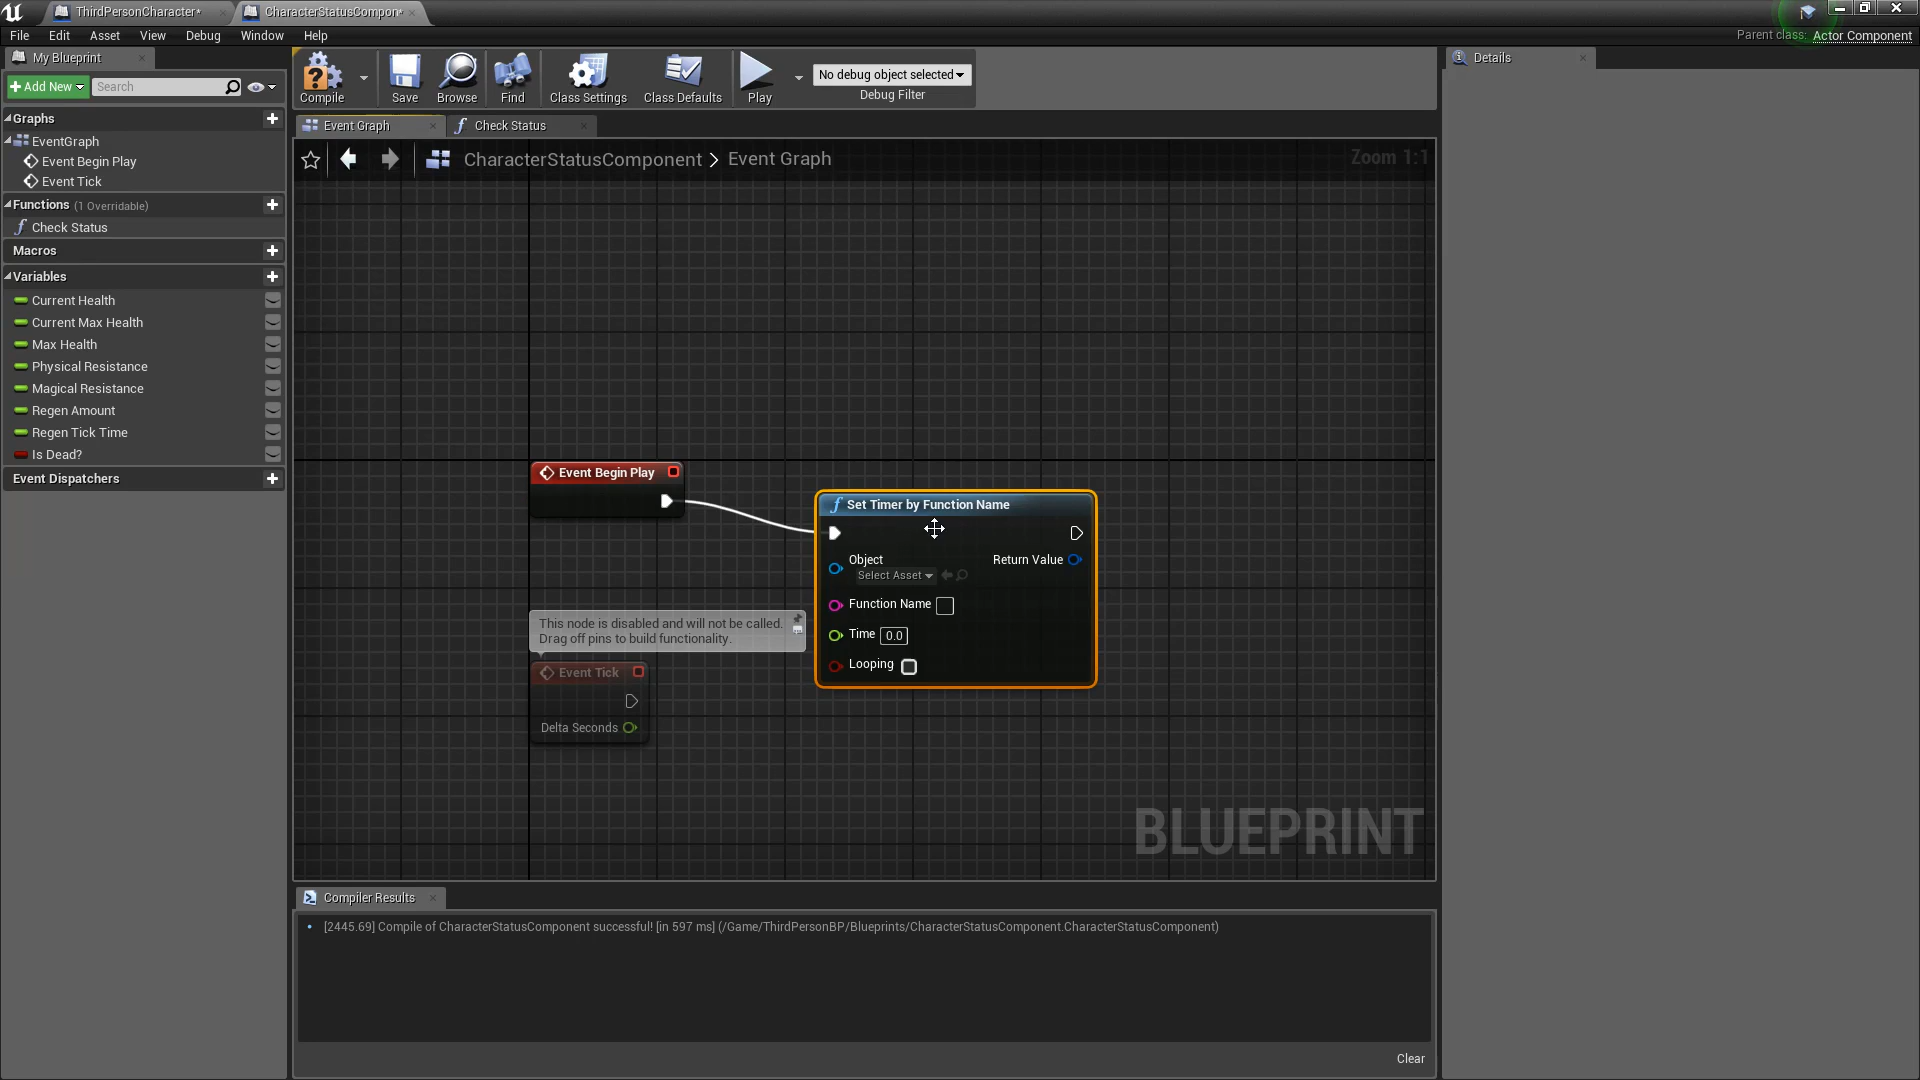 ThirdPersonCharacter*
CharacterStatusCompon*
File Edit Asset View Debug Window Help
Parent class: Actor Component
My Blueprint
Add New
Search
Compile
Save
Browse
Find
Class Settings
Class Defaults
Play
No debug object selected
Debug Filter
Details
Graphs
EventGraph
Event Begin Play
Event Tick
Functions (1 Overridable)
Check Status
Macros
Variables
Current Health
Current Max Health
Max Health
Physical Resistance
Magical Resistance
Regen Amount
Regen Tick Time
Is Dead?
Event Dispatchers
Event Graph
Check Status
CharacterStatusComponent > Event Graph
Zoom 1:1
Event Begin Play
Set Timer by Function Name
Object
Select Asset
Return Value
Function Name
Time 0.0
Looping
This node is disabled and will not be called.
Drag off pins to build functionality.
Event Tick
Delta Seconds
BLUEPRINT
Compiler Results
[2445.69] Compile of CharacterStatusComponent successful! [in 597 ms] (/Game/ThirdPersonBP/Blueprints/CharacterStatusComponent.CharacterStatusComponent)
Clear